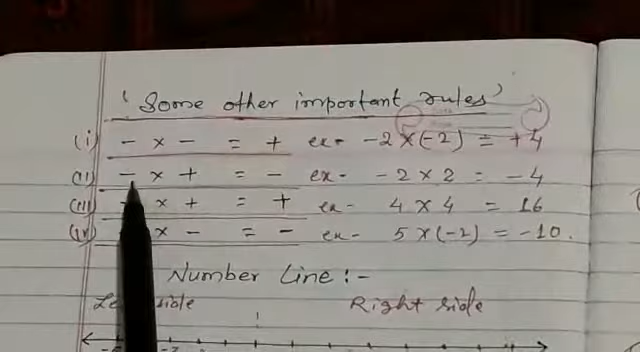 'Some other important rules'
(i) - × - = + ex- -2×(-2) = +4
(ii) - × + = - ex- -2 × 2 = -4
(iii) × + = + ex- 4 × 4 = 16
(iv) × - = - ex- 5 × (-2) = -10.
Number Line :-
side Right side